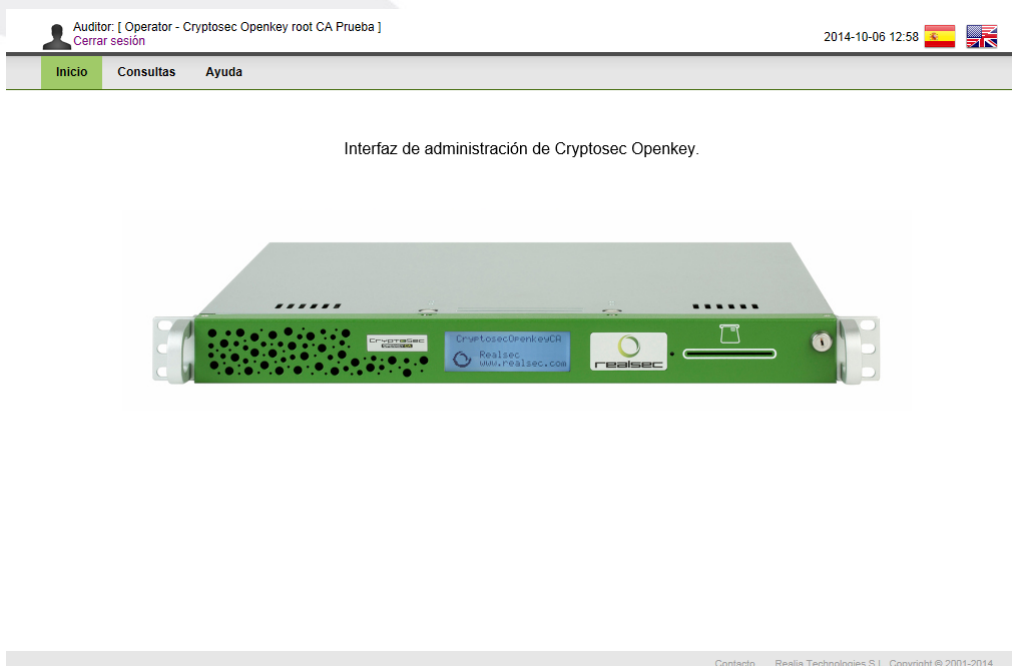 Auditor: [ Operator - Cryptosec Openkey root CA Prueba ]
Cerrar sesión
2014-10-06 12:58
Inicio Consultas Ayuda
Interfaz de administración de Cryptosec Openkey.
CryptoSec
CryptosecOpenkeyCA
Realsec
www.realsec.com
realsec
Contacto Realia Technologies S.L. Copyright © 2001-2014